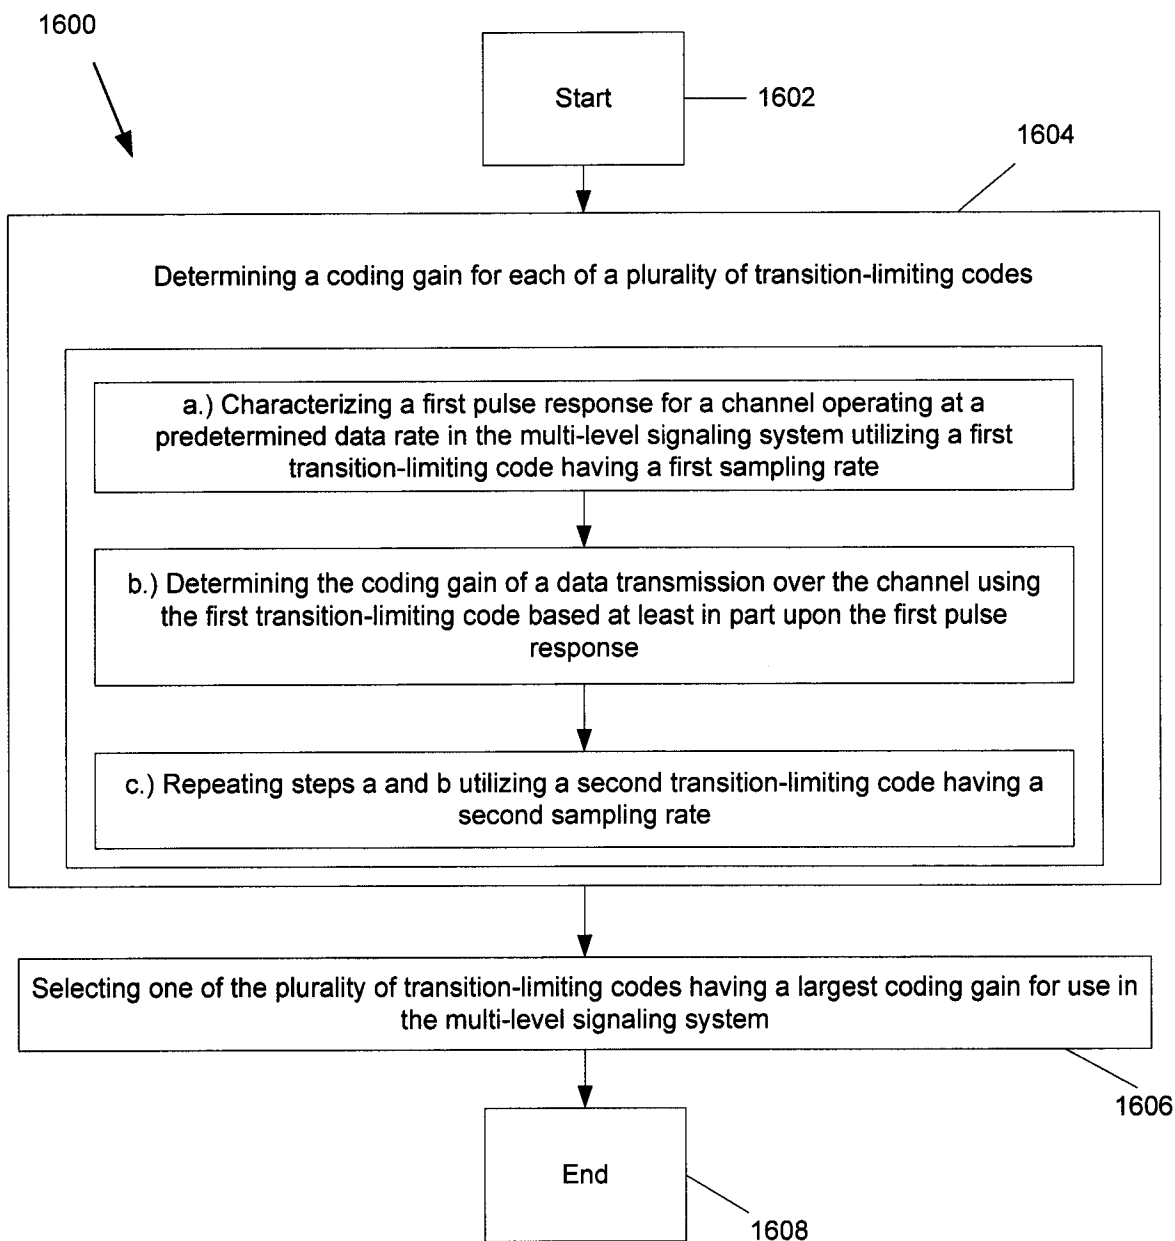 1600
Start
1602
1604
Determining a coding gain for each of a plurality of transition-limiting codes
a.) Characterizing a first pulse response for a channel operating at a
predetermined data rate in the multi-level signaling system utilizing a first
transition-limiting code having a first sampling rate
b.) Determining the coding gain of a data transmission over the channel using
the first transition-limiting code based at least in part upon the first pulse
response
c.) Repeating steps a and b utilizing a second transition-limiting code having a
second sampling rate
Selecting one of the plurality of transition-limiting codes having a largest coding gain for use in
the multi-level signaling system
1606
End
1608